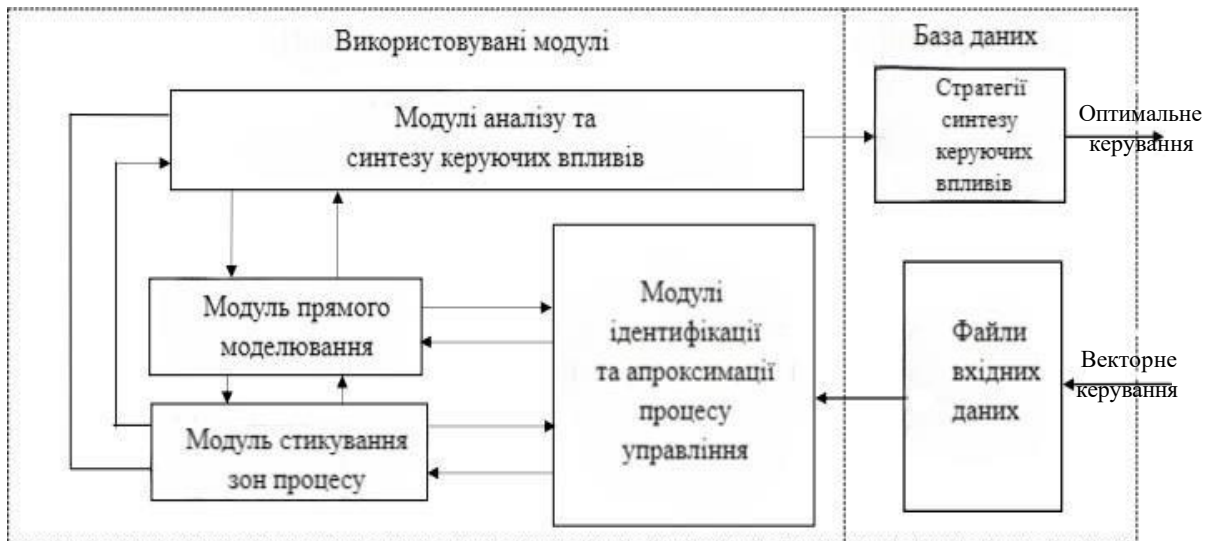 Використовувані модулі
База даних
Модулі аналізу та
синтезу керуючих впливів
Стратегії
синтезу
керуючих
впливів
Оптимальне
керування
Модуль прямого
моделювання
Модулі
ідентифікації
та апроксимації
процесу
управління
Файли
вхідних
даних
Векторне
керування
Модуль стикування
зон процесу